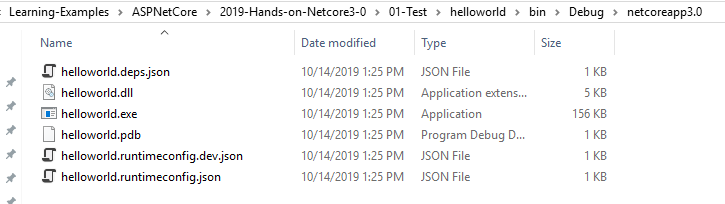 Learning-Examples > ASPNetCore > 2019-Hands-on-Netcore3-0 > 01-Test > helloworld > bin > Debug > netcoreapp3.0
Name Date modified Type Size
helloworld.deps.json 10/14/2019 1:25 PM JSON File 1 KB
helloworld.dll 10/14/2019 1:25 PM Application extens... 5 KB
helloworld.exe 10/14/2019 1:25 PM Application 156 KB
helloworld.pdb 10/14/2019 1:25 PM Program Debug D... 1 KB
helloworld.runtimeconfig.dev.json 10/14/2019 1:25 PM JSON File 1 KB
helloworld.runtimeconfig.json 10/14/2019 1:25 PM JSON File 1 KB